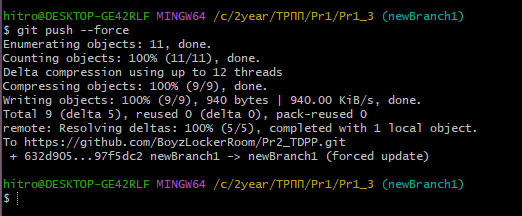 hitro@DESKTOP-GE42RLF MINGW64 /c/2year/ТРПП/Pr1/Pr1_3 (newBranch1)
$ git push --force
Enumerating objects: 11, done.
Counting objects: 100% (11/11), done.
Delta compression using up to 12 threads
Compressing objects: 100% (9/9), done.
Writing objects: 100% (9/9), 940 bytes | 940.00 KiB/s, done.
Total 9 (delta 5), reused 0 (delta 0), pack-reused 0
remote: Resolving deltas: 100% (5/5), completed with 1 local object.
To https://github.com/BoyzLockerRoom/Pr2_TDPP.git
 + 632d905...97f5dc2 newBranch1 -> newBranch1 (forced update)
hitro@DESKTOP-GE42RLF MINGW64 /c/2year/ТРПП/Pr1/Pr1_3 (newBranch1)
$